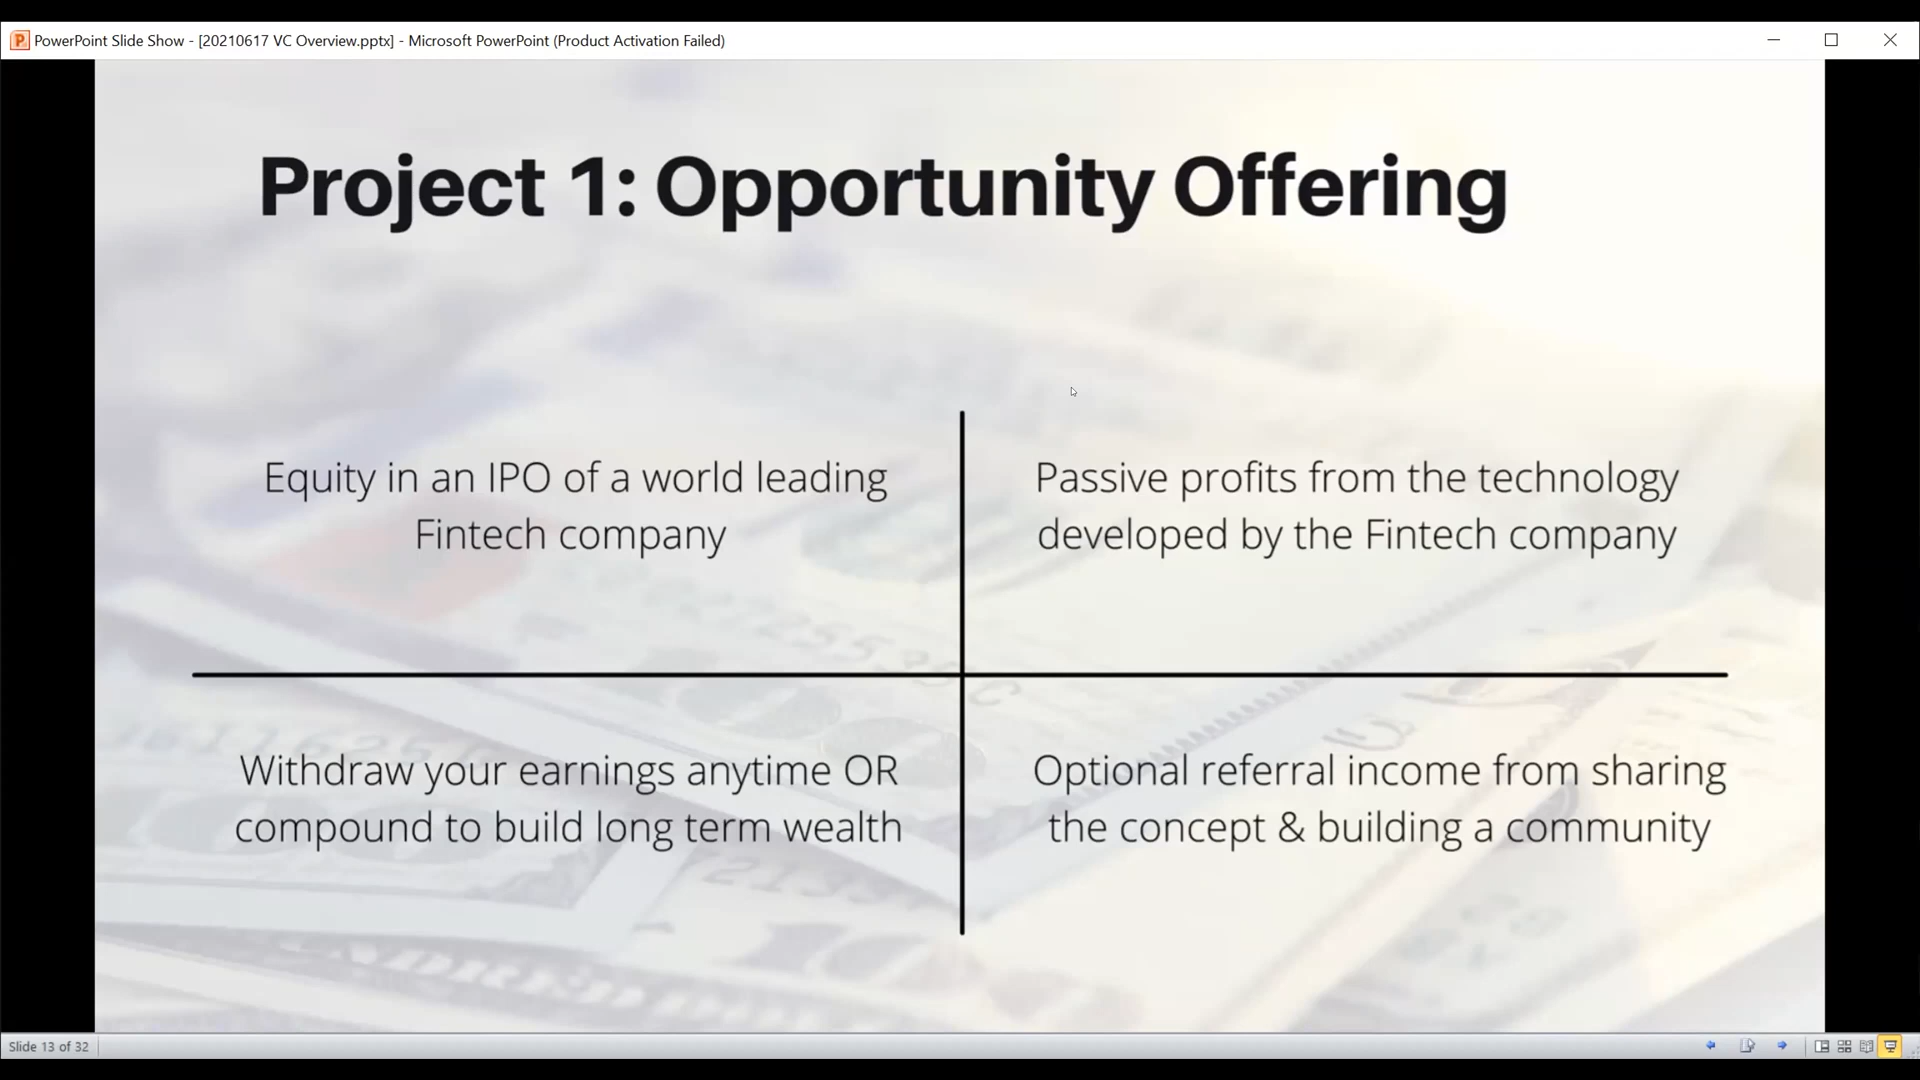 PowerPoint Slide Show - [20210617 VC Overview.pptx] - Microsoft PowerPoint (Product Activation Failed)
Project 1: Opportunity Offering
Equity in an IPO of a world leading
Fintech company
Passive profits from the technology
developed by the Fintech company
Withdraw your earnings anytime OR
compound to build long term wealth
Optional referral income from sharing
the concept & building a community
Slide 13 of 32